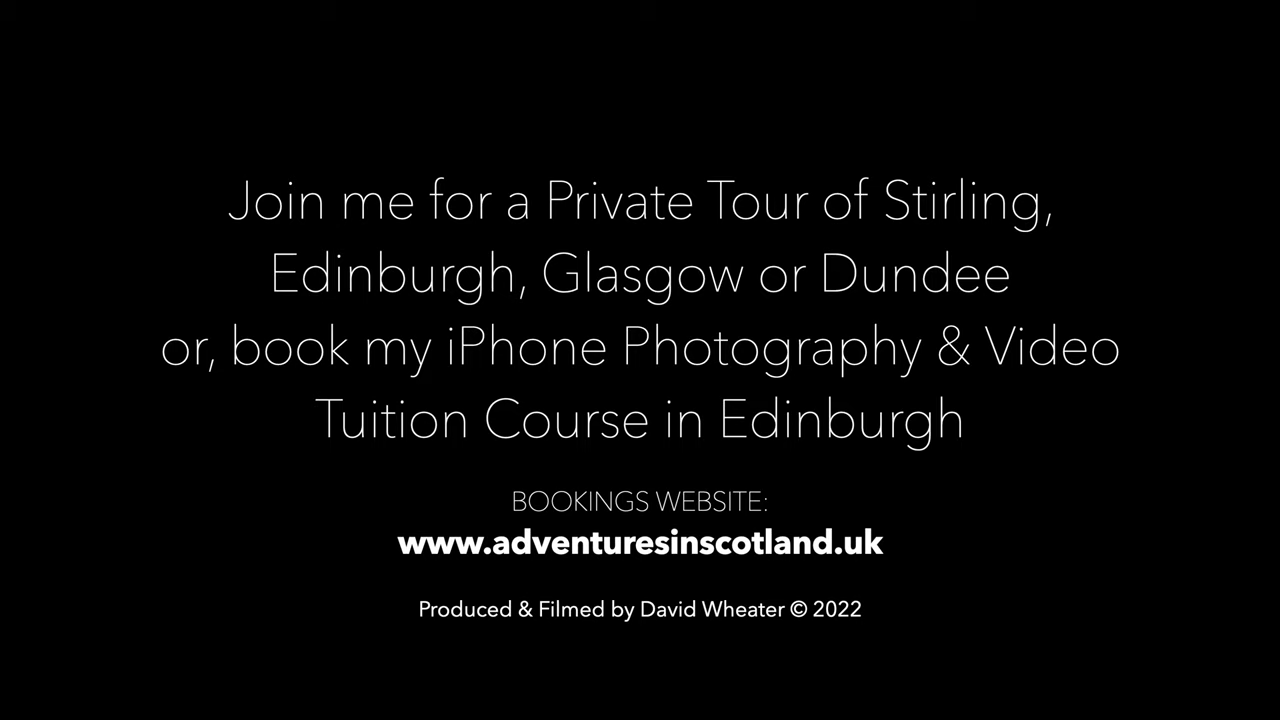 Join me for a Private Tour of Stirling,
Edinburgh, Glasgow or Dundee
or, book my iPhone Photography & Video
Tuition Course in Edinburgh
BOOKINGS WEBSITE:
www.adventuresinscotland.uk
Produced & Filmed by David Wheater © 2022